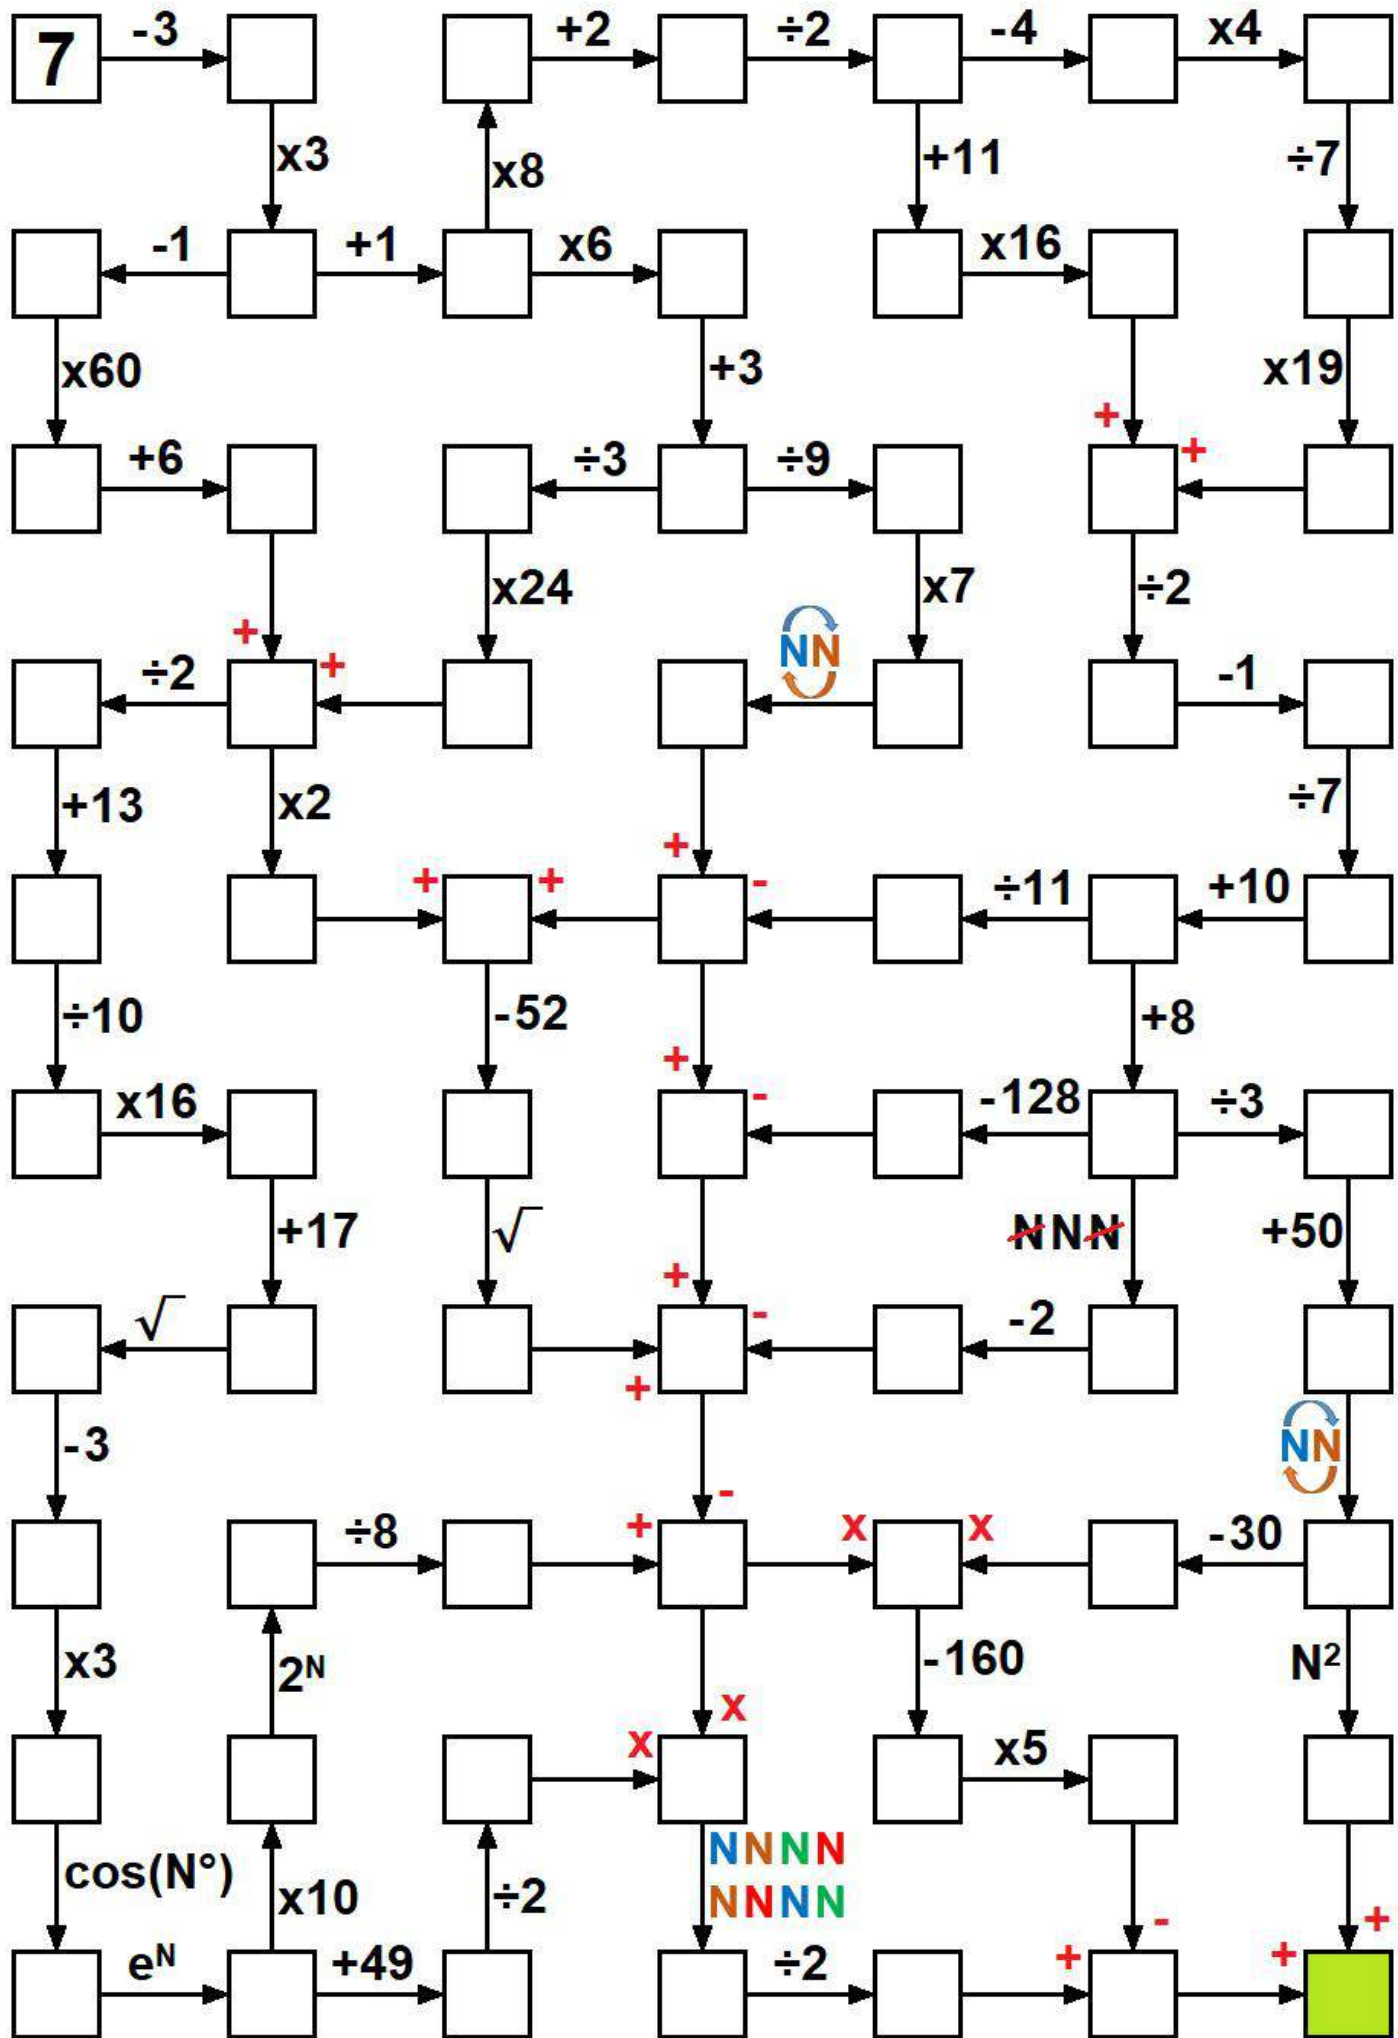 7 -3 +2 ÷2 -4 x4
x3 x8 +11 ÷7
-1 +1 x6 x16
x60 +3 x19
+ +
+6 ÷3 ÷9
x24 x7 ÷2
+ + NN
÷2 -1
+13 x2 ÷7
+ + + -
÷11 +10
÷10 -52 +8
+ -
x16 -128 ÷3
+17 √ NNN +50
+ -
√ -2
+
-3 NN
-
÷8 + x x -30
x3 2ᴺ -160 N²
x
x x5
cos(N°) x10 ÷2 NNNN
NNNN
- +
eᴺ +49 ÷2 + +